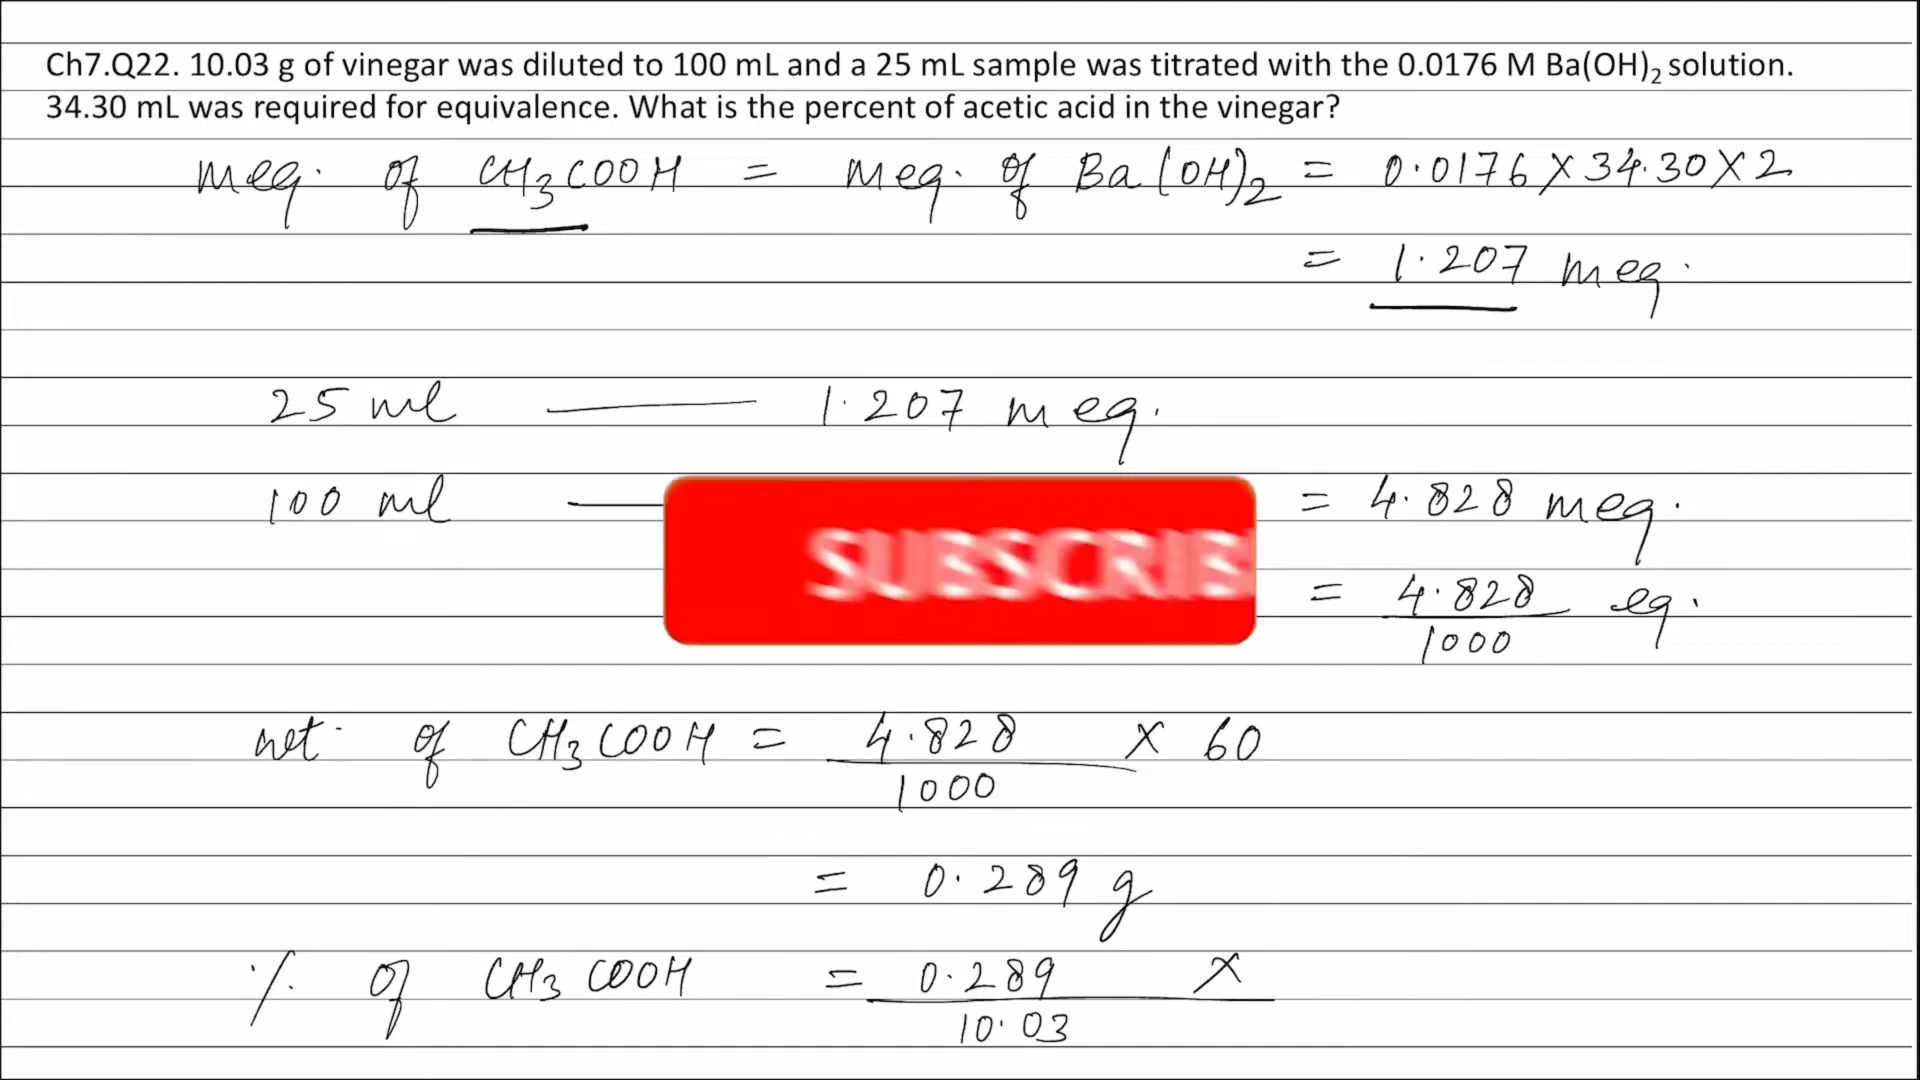 Ch7.Q22. 10.03 g of vinegar was diluted to 100 mL and a 25 mL sample was titrated with the 0.0176 M Ba(OH)₂ solution.
34.30 mL was required for equivalence. What is the percent of acetic acid in the vinegar?
meq. of CH3COOH = meq. of Ba(OH)2 = 0.0176 X 34.30 X 2
= 1.207 meq.
25 ml — 1.207 meq.
100 ml — = 4.828 meq.
SUBSCRIB
= 4.828 eq.
1000
wt. of CH3COOH = 4.828 X 60
1000
= 0.289 g
% of CH3COOH = 0.289 X
10.03